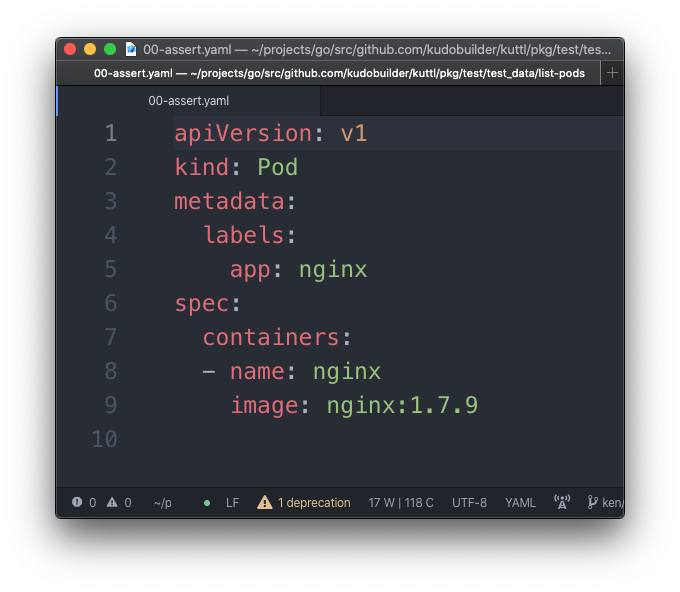 00-assert.yaml — ~/projects/go/src/github.com/kudobuilder/kuttl/pkg/test/tes...
00-assert.yaml — ~/projects/go/src/github.com/kudobuilder/kuttl/pkg/test/test_data/list-pods +
00-assert.yaml
1 apiVersion: v1
2 kind: Pod
3 metadata:
4   labels:
5     app: nginx
6 spec:
7   containers:
8   - name: nginx
9     image: nginx:1.7.9
10
0 0 ~/p LF 1 deprecation 17 W | 118 C UTF-8 YAML ken/